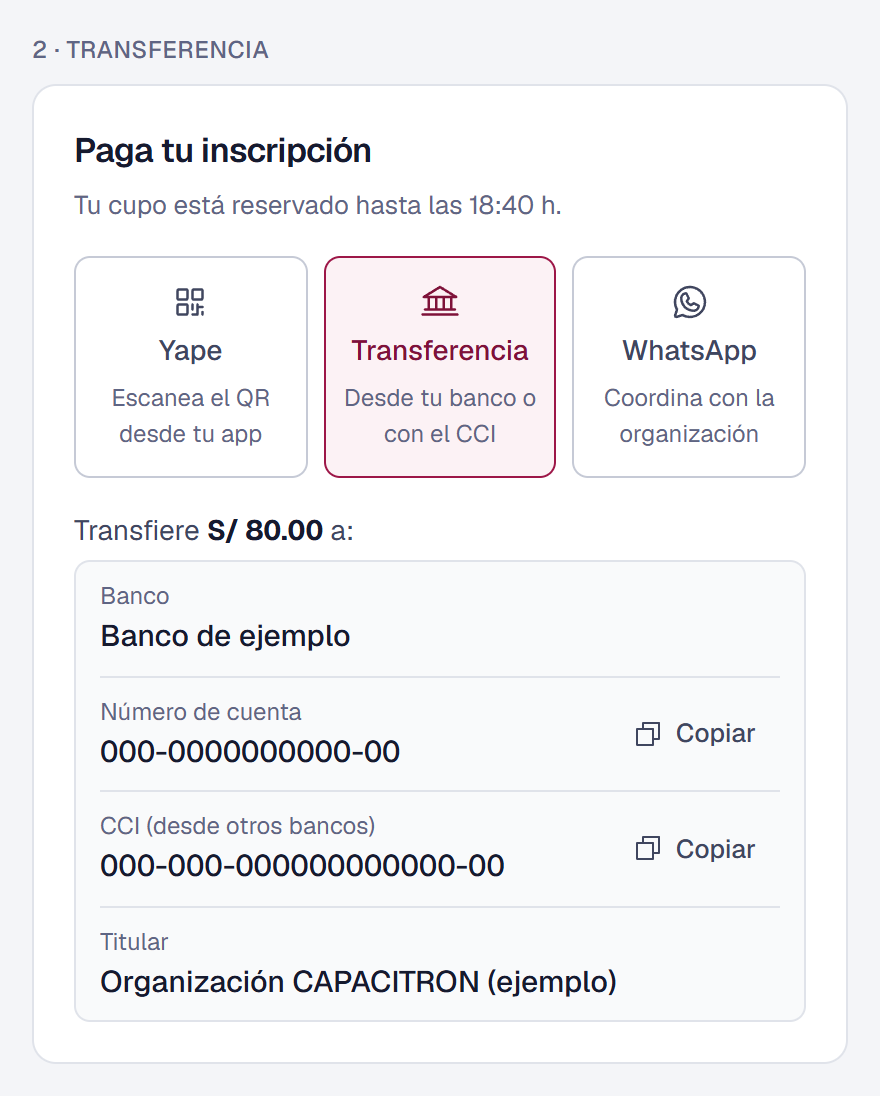 2 · TRANSFERENCIA
Paga tu inscripción
Tu cupo está reservado hasta las 18:40 h.
Yape
Escanea el QR
desde tu app
Transferencia
Desde tu banco o
con el CCI
WhatsApp
Coordina con la
organización
Transfiere S/ 80.00 a:
Banco
Banco de ejemplo
Número de cuenta
000-0000000000-00
Copiar
CCI (desde otros bancos)
000-000-000000000000-00
Copiar
Titular
Organización CAPACITRON (ejemplo)